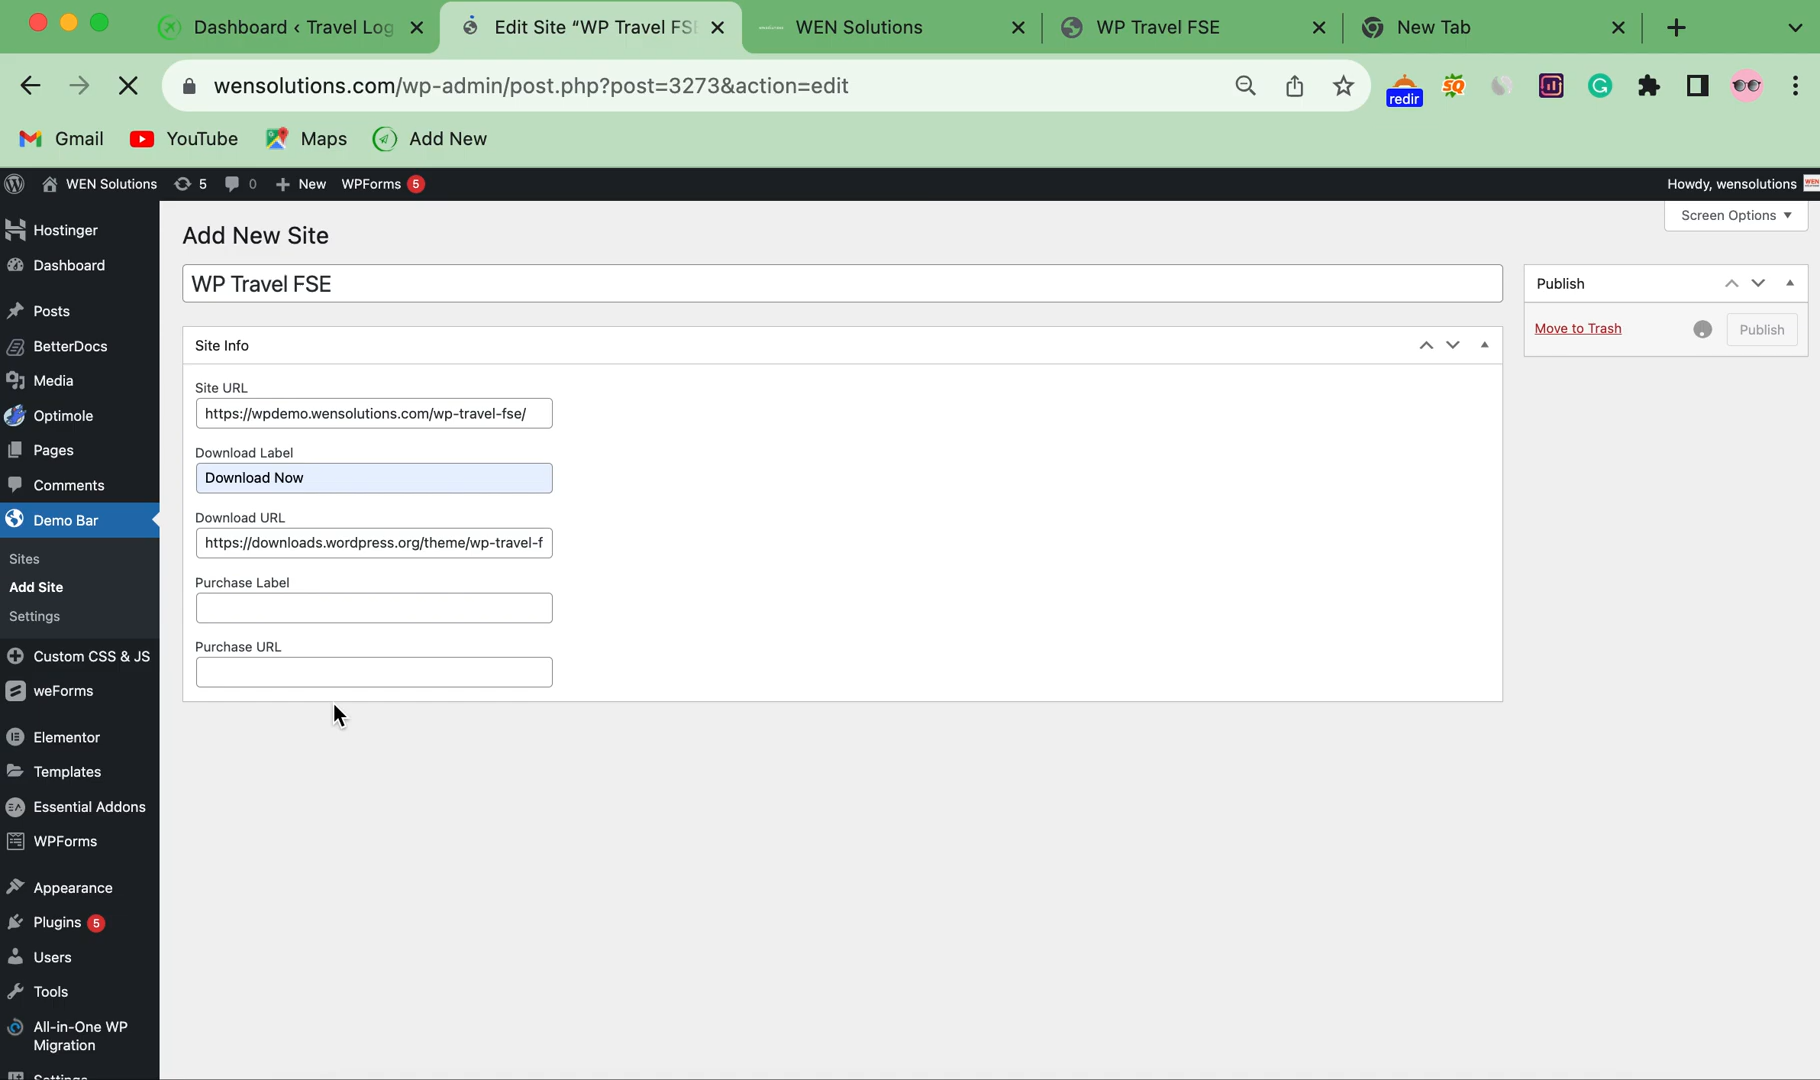 Dashboard ‹ Travel Log
Edit Site “WP Travel FSE
WEN Solutions
WP Travel FSE
New Tab
wensolutions.com/wp-admin/post.php?post=3273&action=edit
redir
Gmail
YouTube
Maps
Add New
WEN Solutions
5
0
New
WPForms 5
Howdy, wensolutions
Screen Options
Hostinger
Dashboard
Posts
BetterDocs
Media
Optimole
Pages
Comments
Demo Bar
Sites
Add Site
Settings
Custom CSS & JS
weForms
Elementor
Templates
Essential Addons
WPForms
Appearance
Plugins 5
Users
Tools
All-in-One WP
Migration
Settings
Add New Site
WP Travel FSE
Site Info
Site URL
https://wpdemo.wensolutions.com/wp-travel-fse/
Download Label
Download Now
Download URL
https://downloads.wordpress.org/theme/wp-travel-f
Purchase Label
Purchase URL
Publish
Move to Trash
Publish